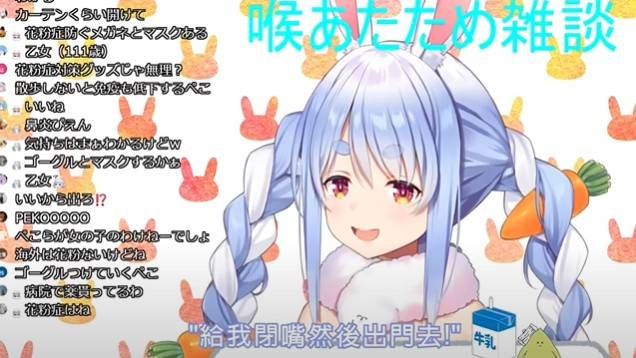 喉あたため雑談
カーテンくらい開けて
花粉症防ぐメガネとマスクある
乙女（111歳）
花粉症対策グッズじゃ無理？
散歩しないと免疫も低下するぺこ
いいね
鼻炎ぴえん
気持ちはまぁわかるけどｗ
ゴーグルとマスクするかぁ
乙女
いいから出ろ!?
PEKOOOOO
ぺこらが女の子のわけねーでしょ
海外は花粉ないけどね
ゴーグルつけていくぺこ
病院で薬買ってるわ
花粉症はね
牛乳
"給我閉嘴然後出門去!"